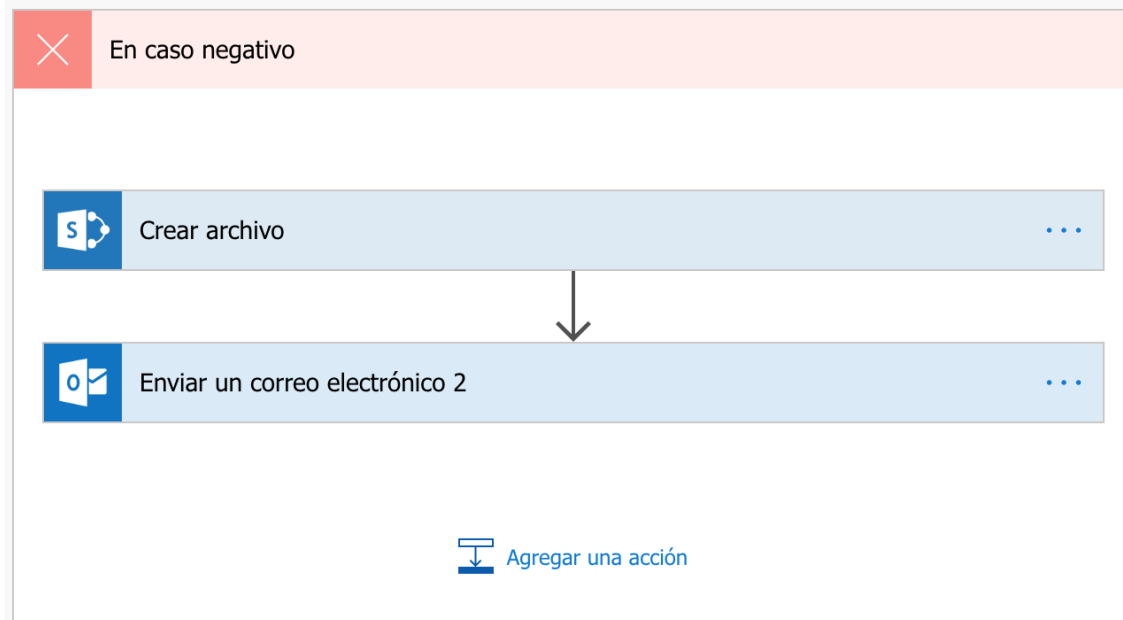 En caso negativo
S
Crear archivo
O
Enviar un correo electrónico 2
Agregar una acción